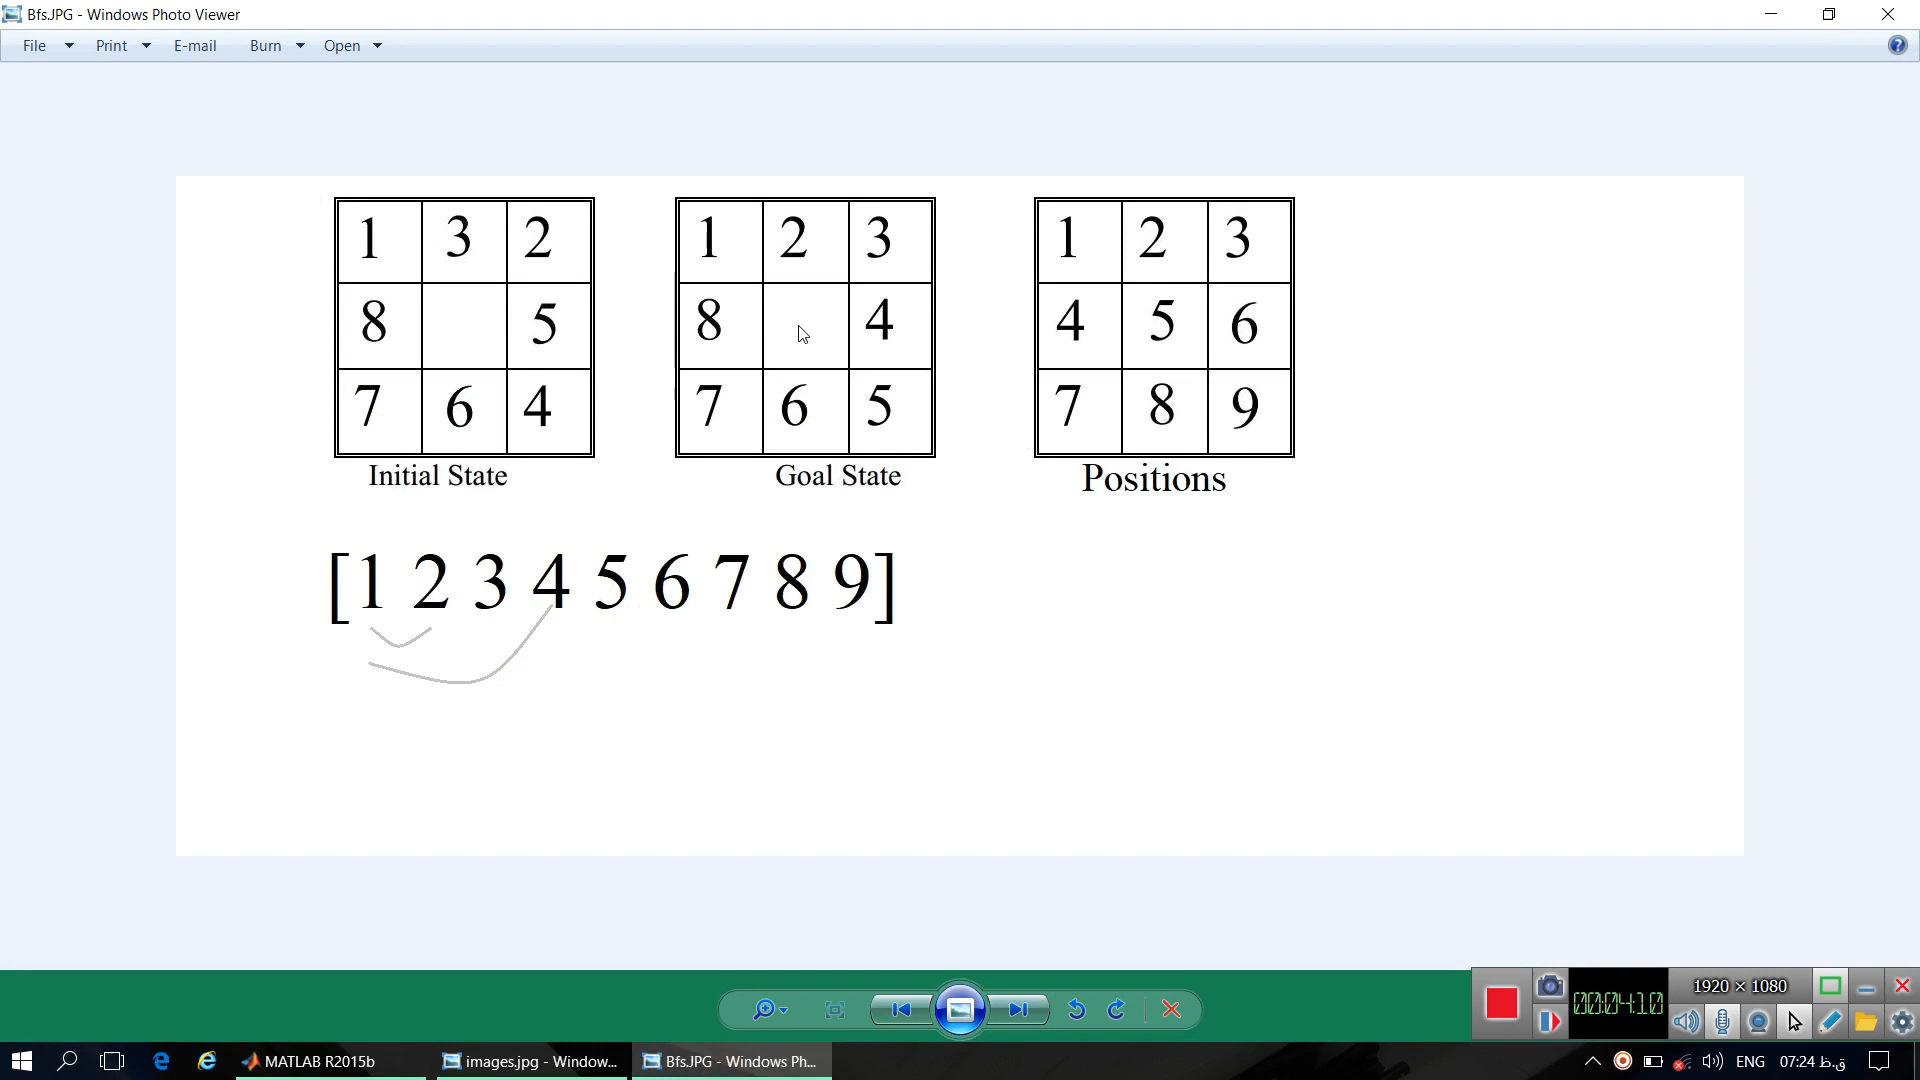 Bfs.JPG - Windows Photo Viewer
File Print E-mail Burn Open
1 3 2
8 5
7 6 4
Initial State
1 2 3
8 4
7 6 5
Goal State
1 2 3
4 5 6
7 8 9
Positions
[1 2 3 4 5 6 7 8 9]
1920 × 1080
00:04:10
MATLAB R2015b
images.jpg - Window...
Bfs.JPG - Windows Ph...
ENG
07:24 ق.ظ